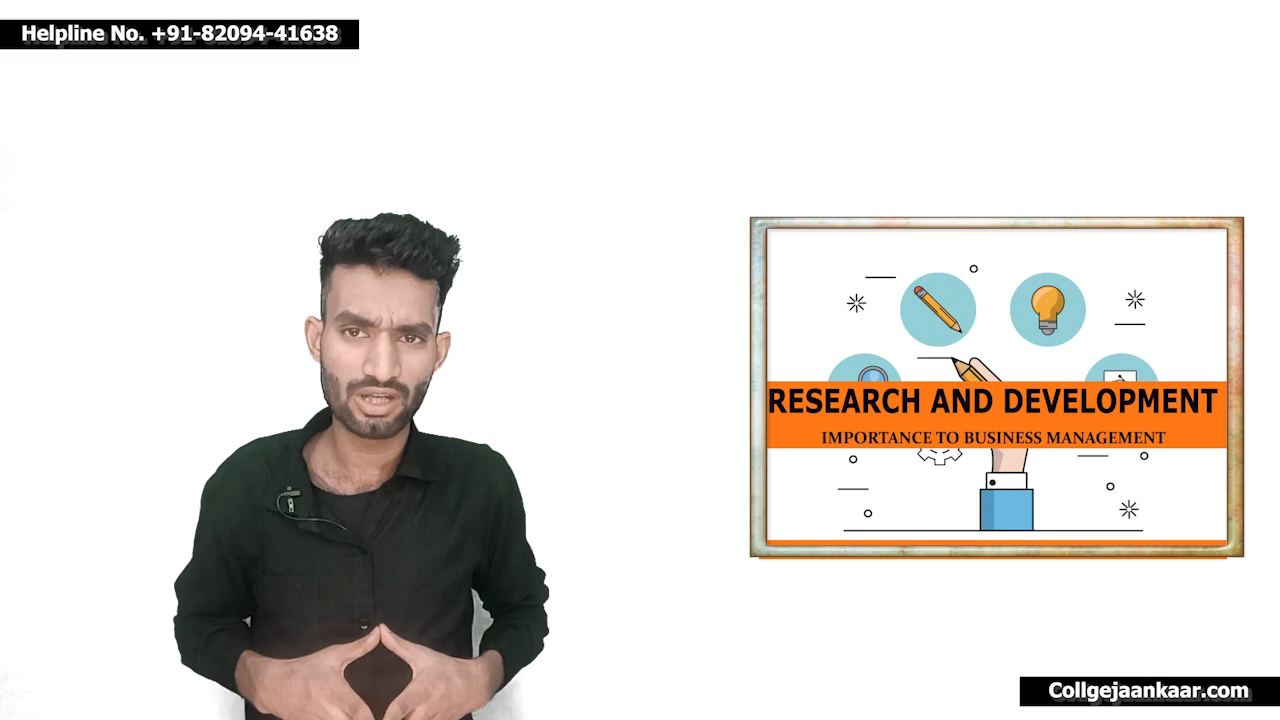 Helpline No. +91-82094-41638
RESEARCH AND DEVELOPMENT
IMPORTANCE TO BUSINESS MANAGEMENT
Collgejaankaar.com